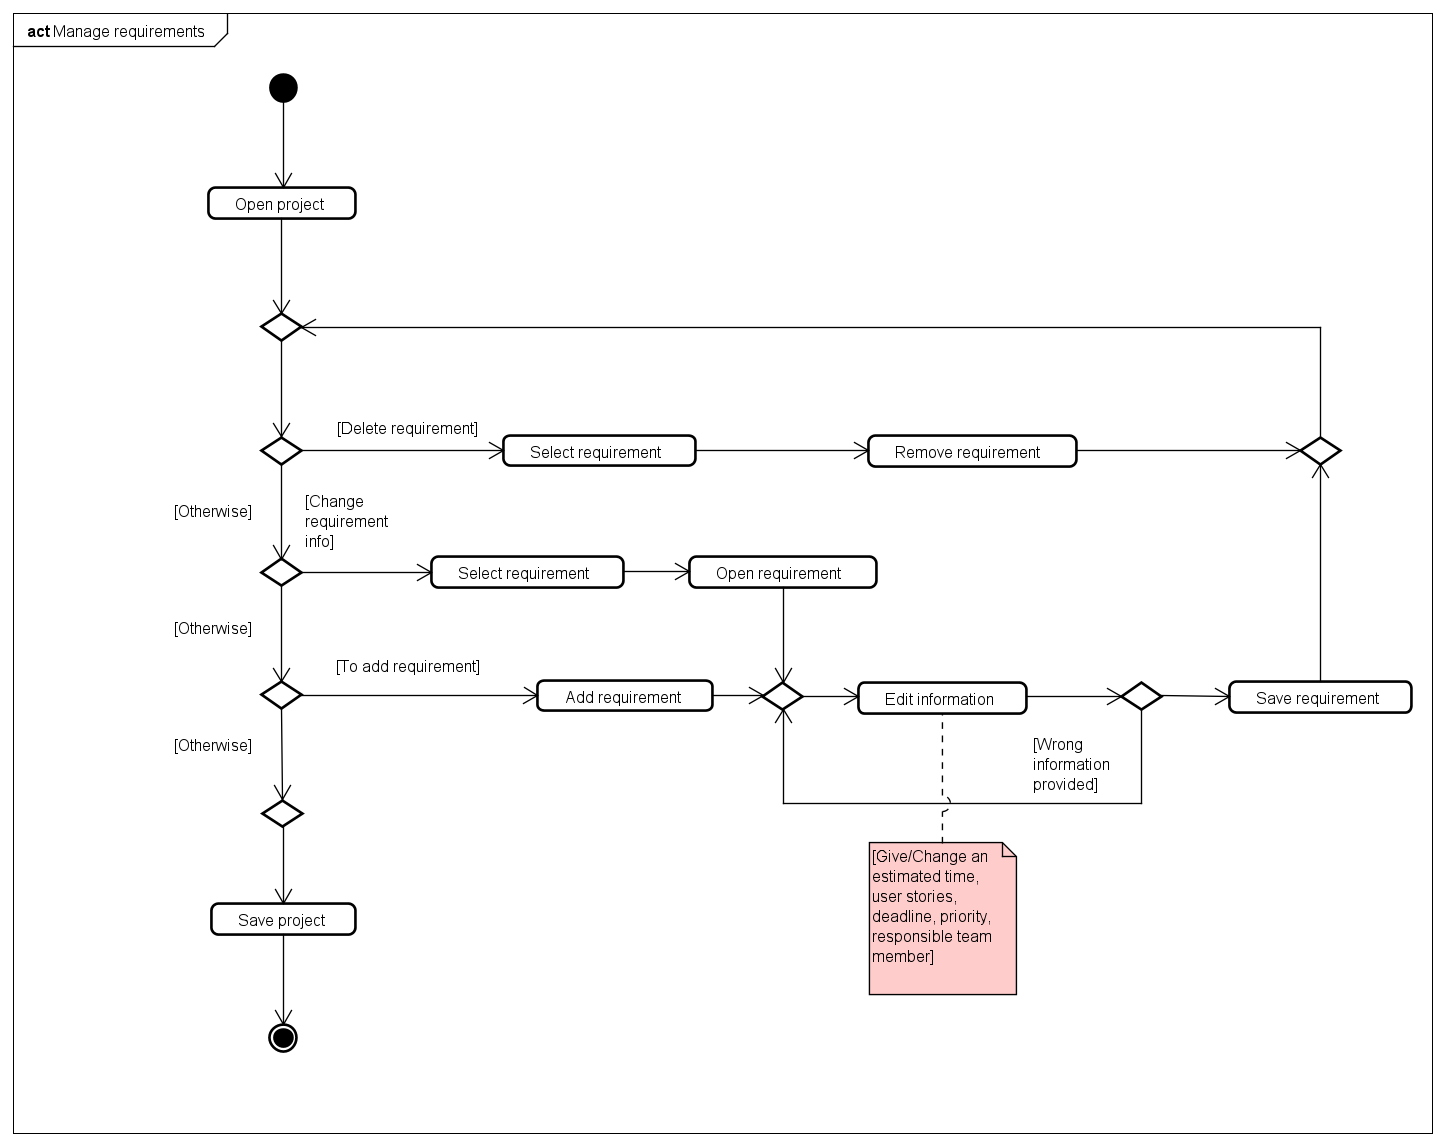 act Manage requirements
Open project
[Delete requirement]
Select requirement
Remove requirement
[Otherwise]
[Change
requirement
info]
Select requirement
Open requirement
[Otherwise]
[To add requirement]
Add requirement
Edit information
Save requirement
[Otherwise]
[Wrong
information
provided]
[Give/Change an
estimated time,
user stories,
deadline, priority,
responsible team
member]
Save project